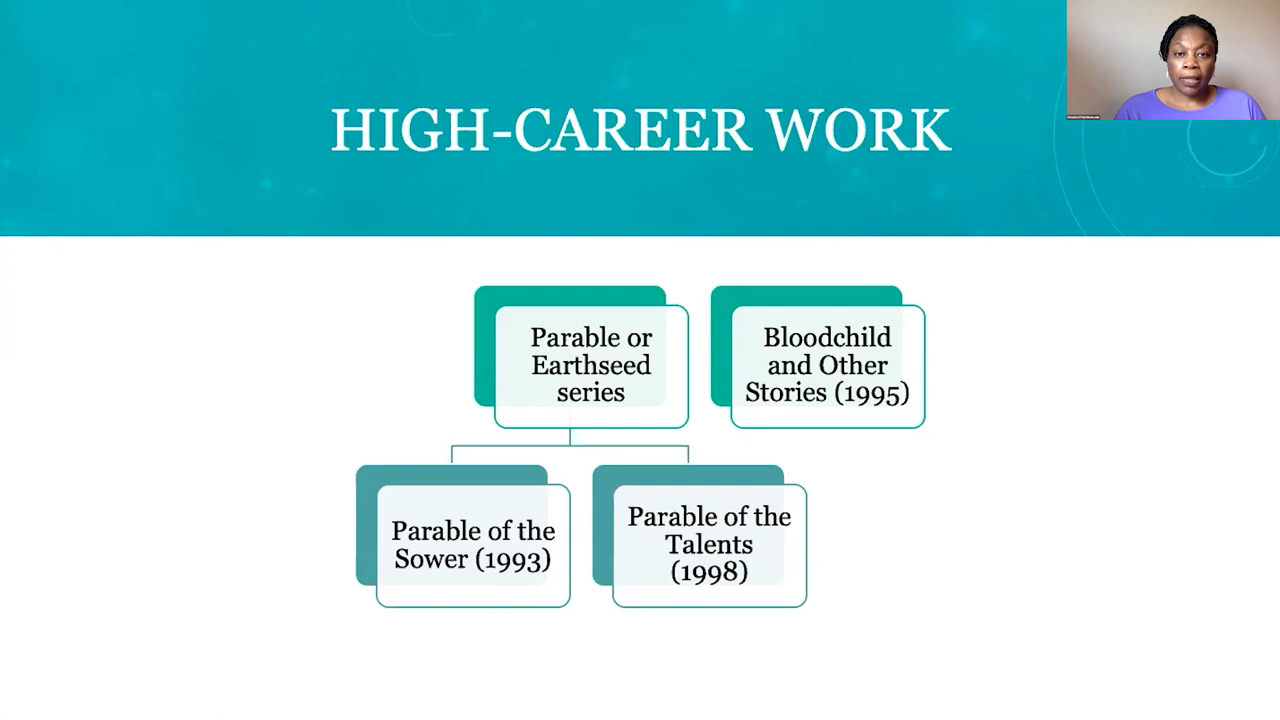 HIGH-CAREER WORK
Parable or
Earthseed
series
Bloodchild
and Other
Stories (1995)
Parable of the
Sower (1993)
Parable of the
Talents
(1998)